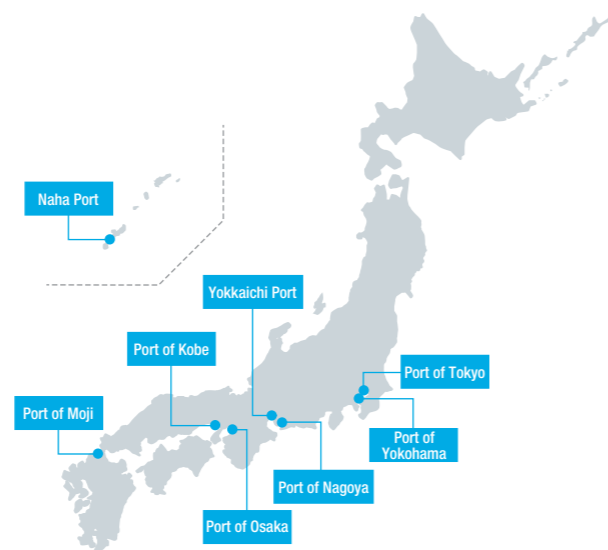 Naha Port
Yokkaichi Port
Port of Kobe
Port of Tokyo
Port of Moji
Port of
Yokohama
Port of Nagoya
Port of Osaka